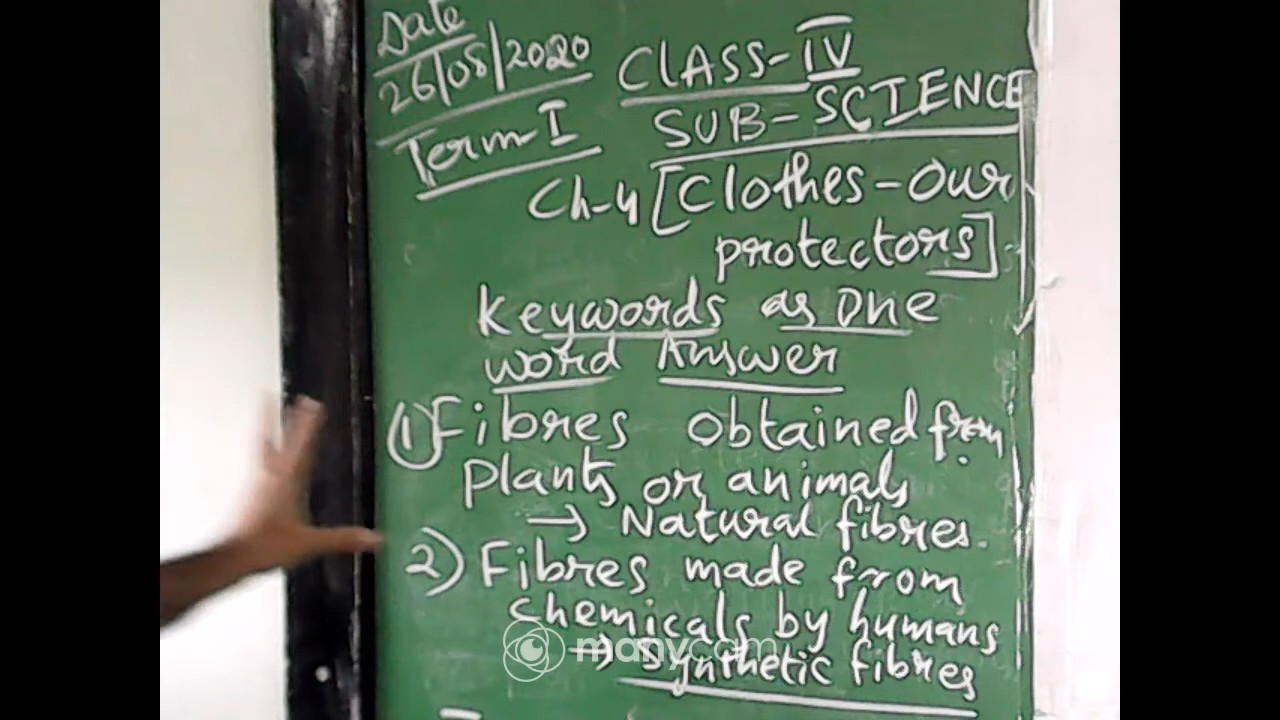 Date
26/08/2020
Term-I
CLASS-IV
SUB-SCIENCE
Ch-4 [Clothes-Our
protectors]
Keywords as One
word Answer
(1) Fibres obtained from
Plants or animals
→ Natural fibres.
2) Fibres made from
Chemicals by humans
→ Synthetic fibres
manycam